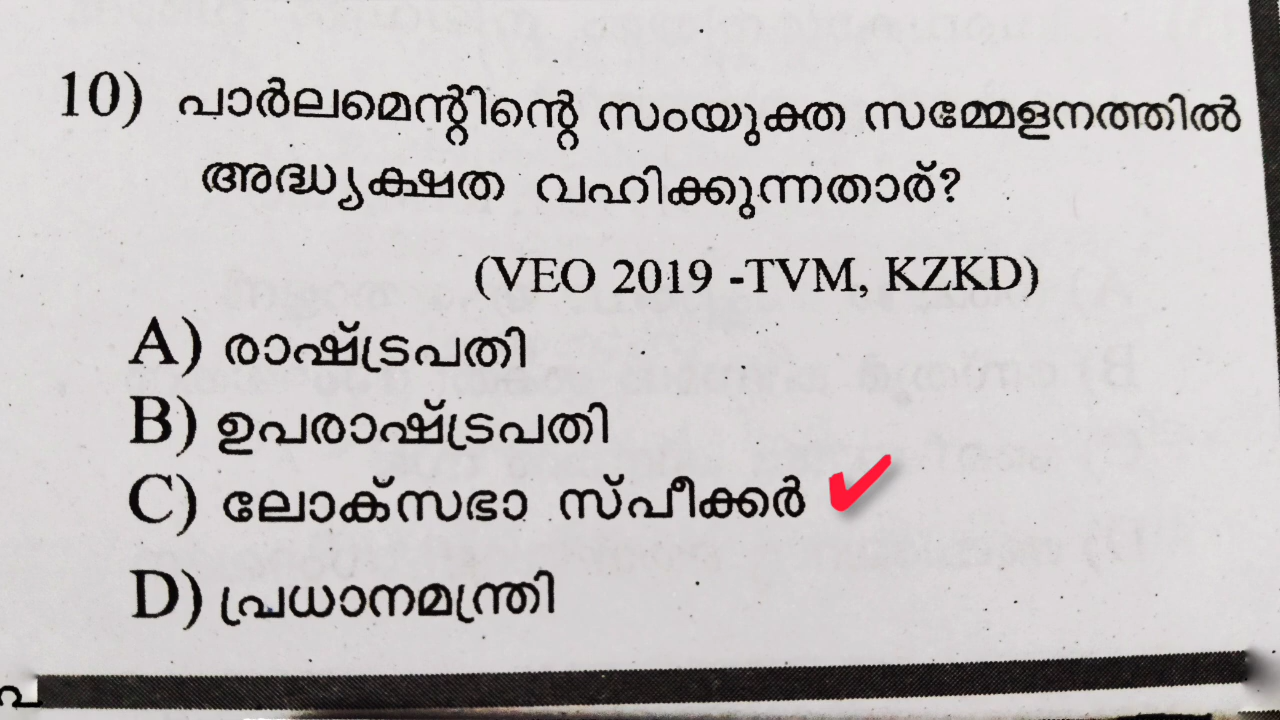 10) പാർലമെന്റിന്റെ സംയുക്ത സമ്മേളനത്തിൽ
അദ്ധ്യക്ഷത വഹിക്കുന്നതാര്?
(VEO 2019 -TVM, KZKD)
A) രാഷ്ട്രപതി
B) ഉപരാഷ്ട്രപതി
C) ലോക്സഭാ സ്പീക്കർ ✔
D) പ്രധാനമന്ത്രി